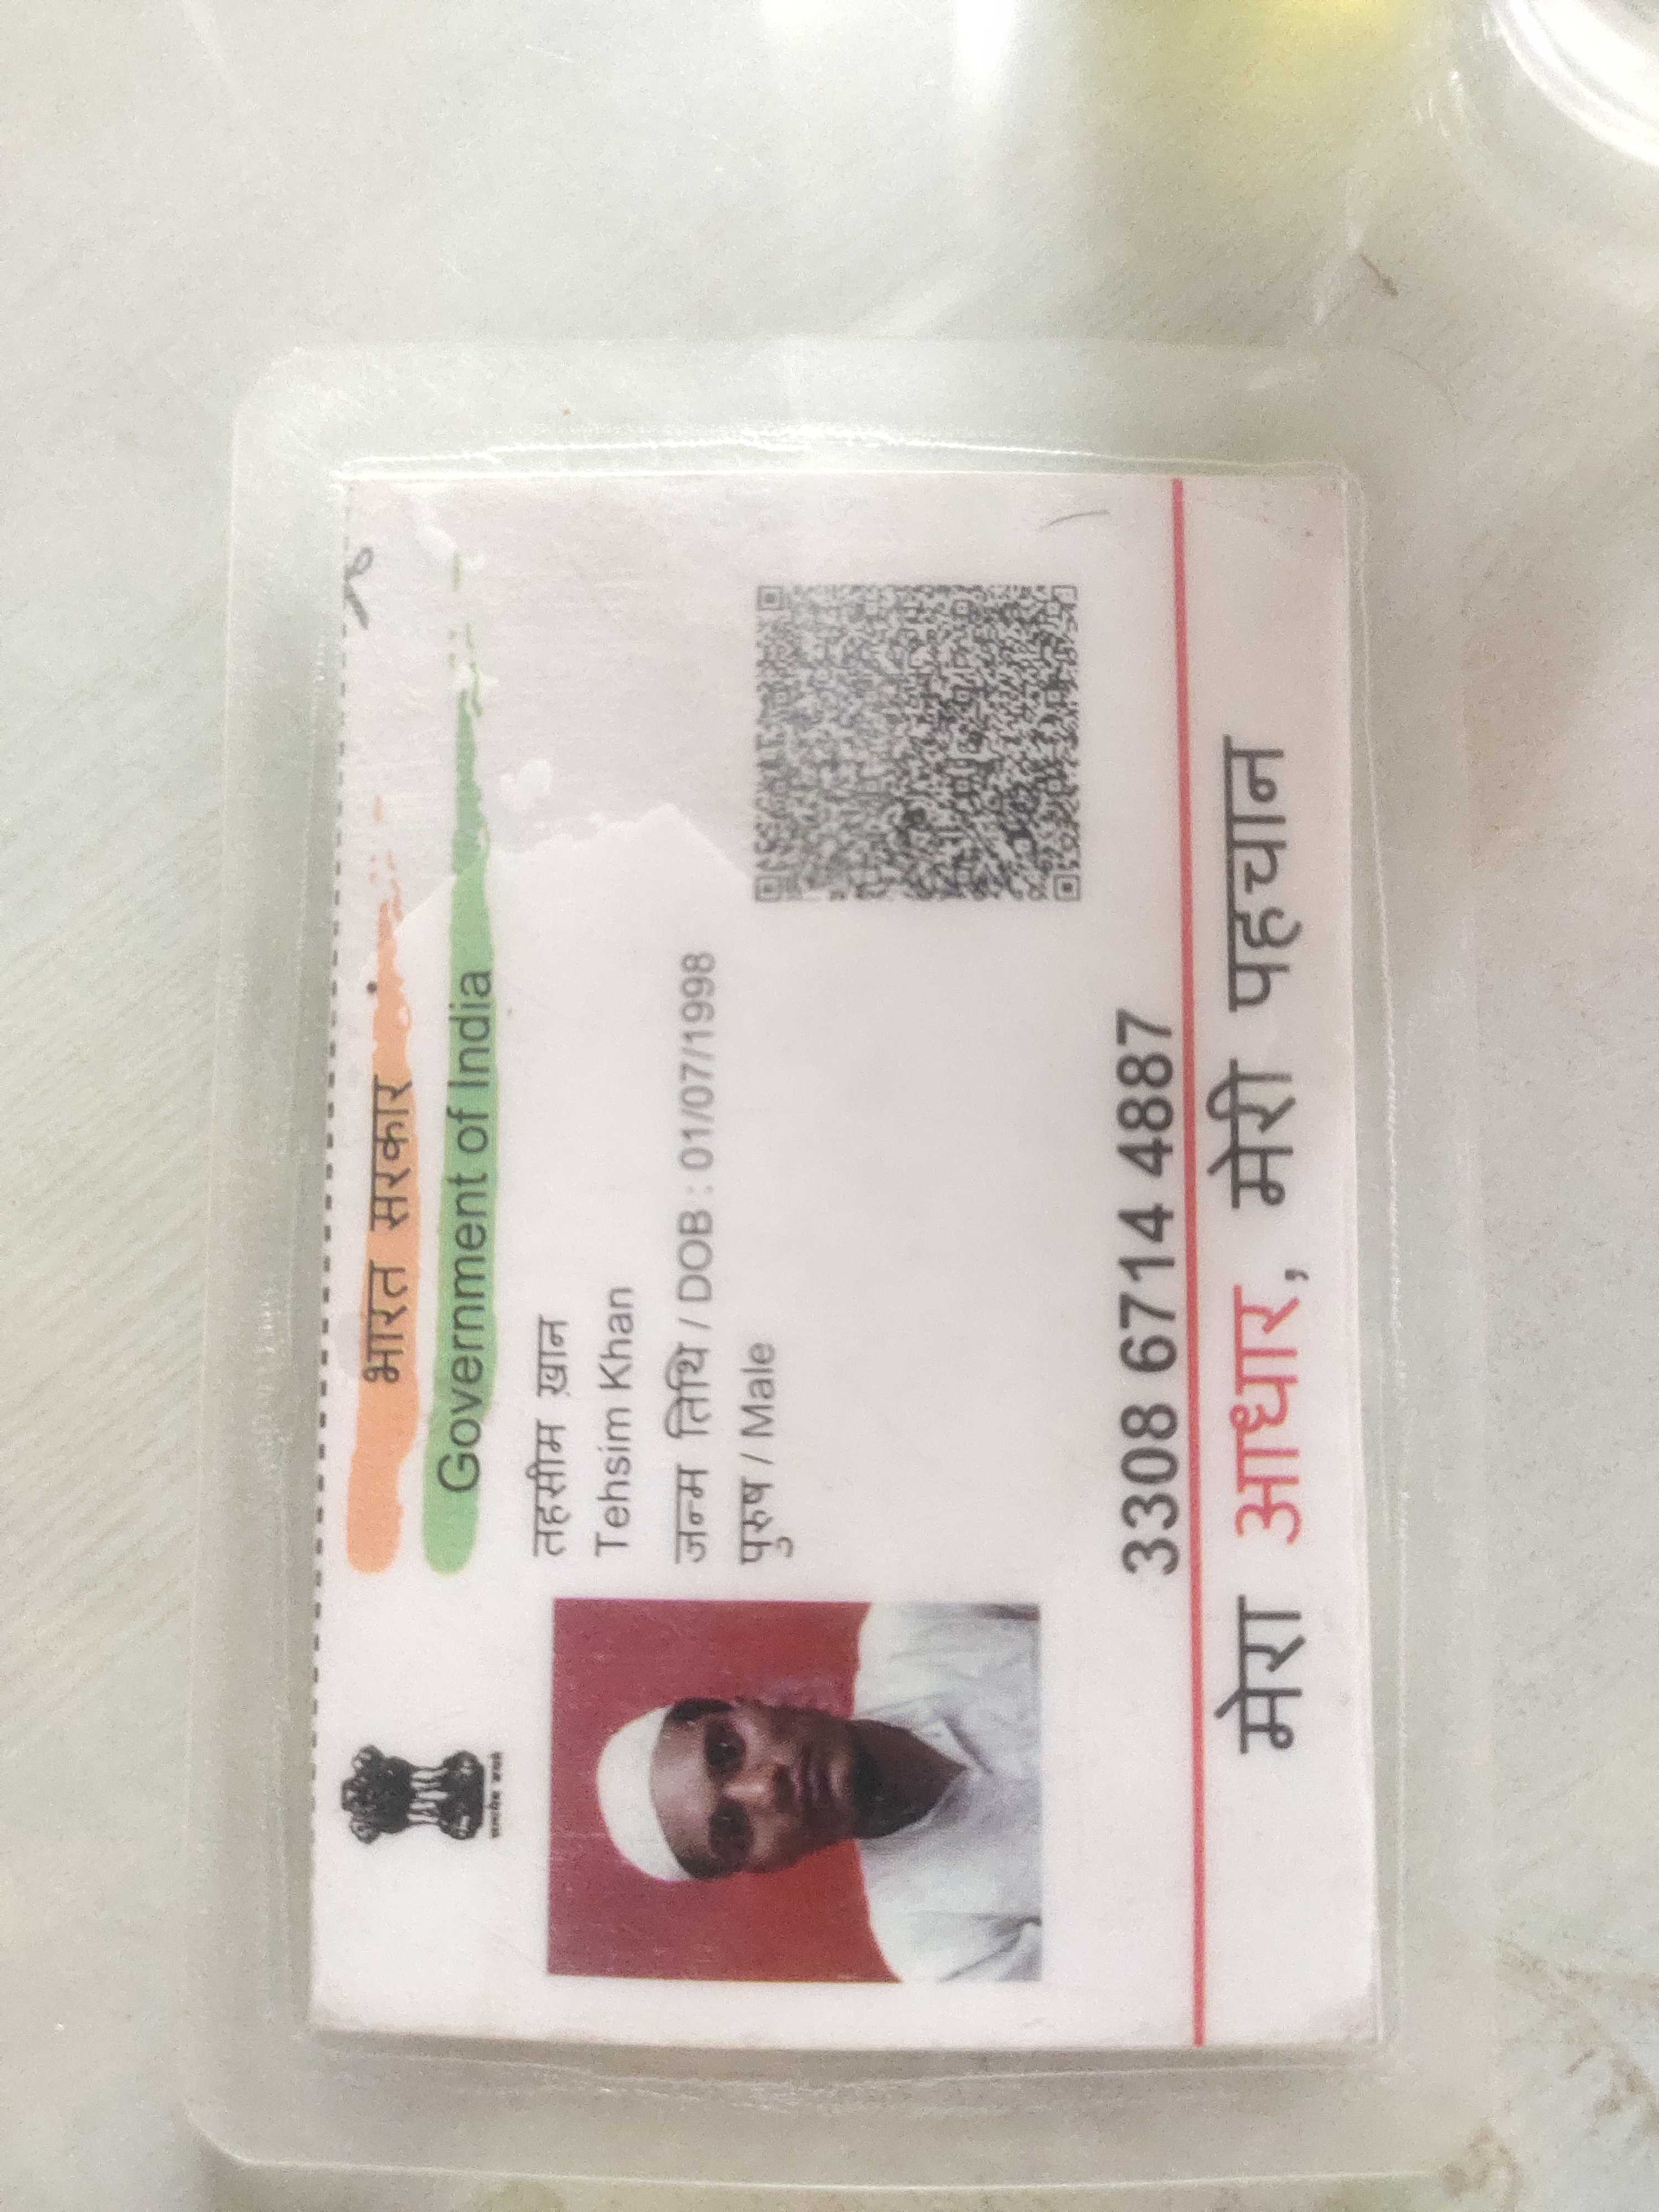 भारत सरकार
Government of India
तहसीम ख़ान
Tehsim Khan
जन्म तिथि / DOB : 01/07/1998
पुरुष / Male
3308 6714 4887
मेरा आधार, मेरी पहचान